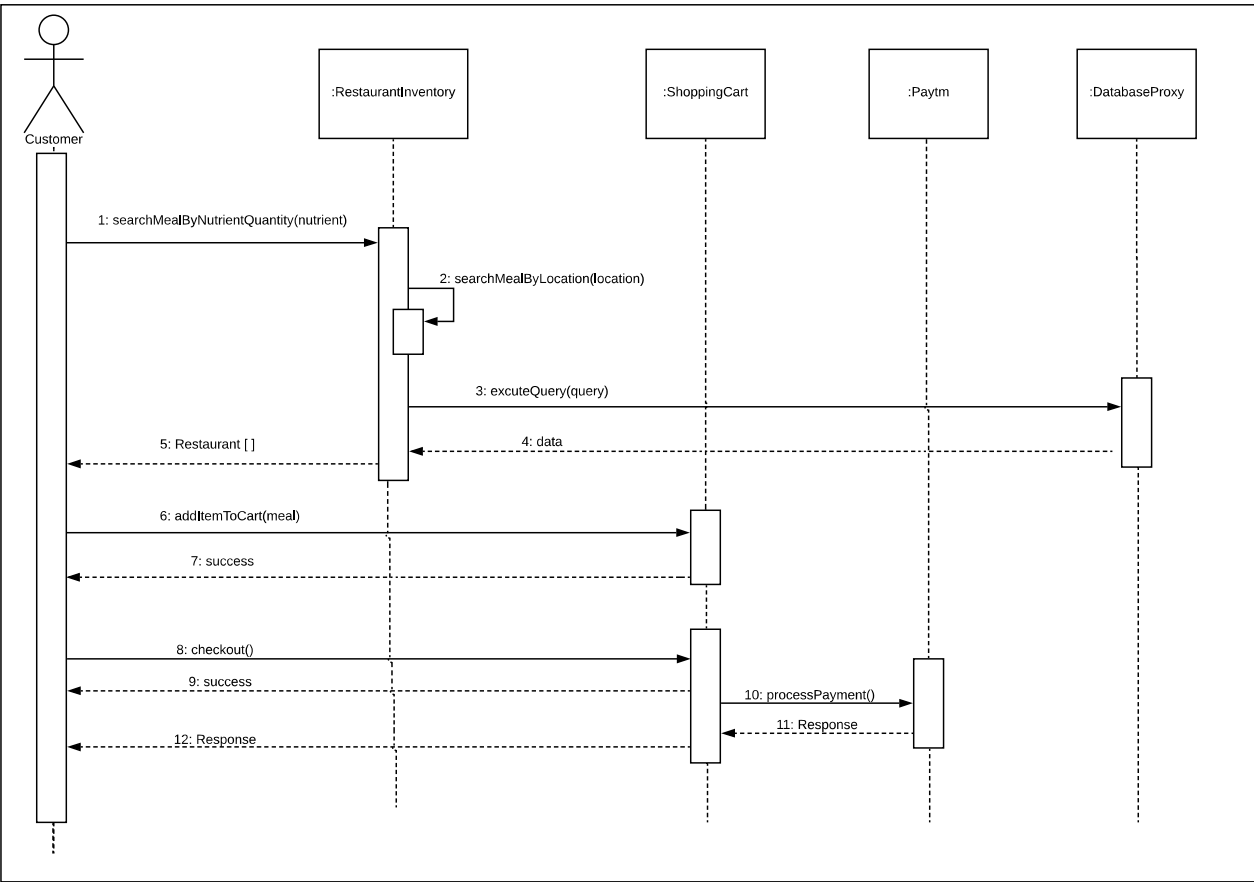 Customer
:RestaurantInventory
:ShoppingCart
:Paytm
:DatabaseProxy
1: searchMealByNutrientQuantity(nutrient)
2: searchMealByLocation(location)
3: excuteQuery(query)
4: data
5: Restaurant [ ]
6: addItemToCart(meal)
7: success
8: checkout()
9: success
10: processPayment()
11: Response
12: Response